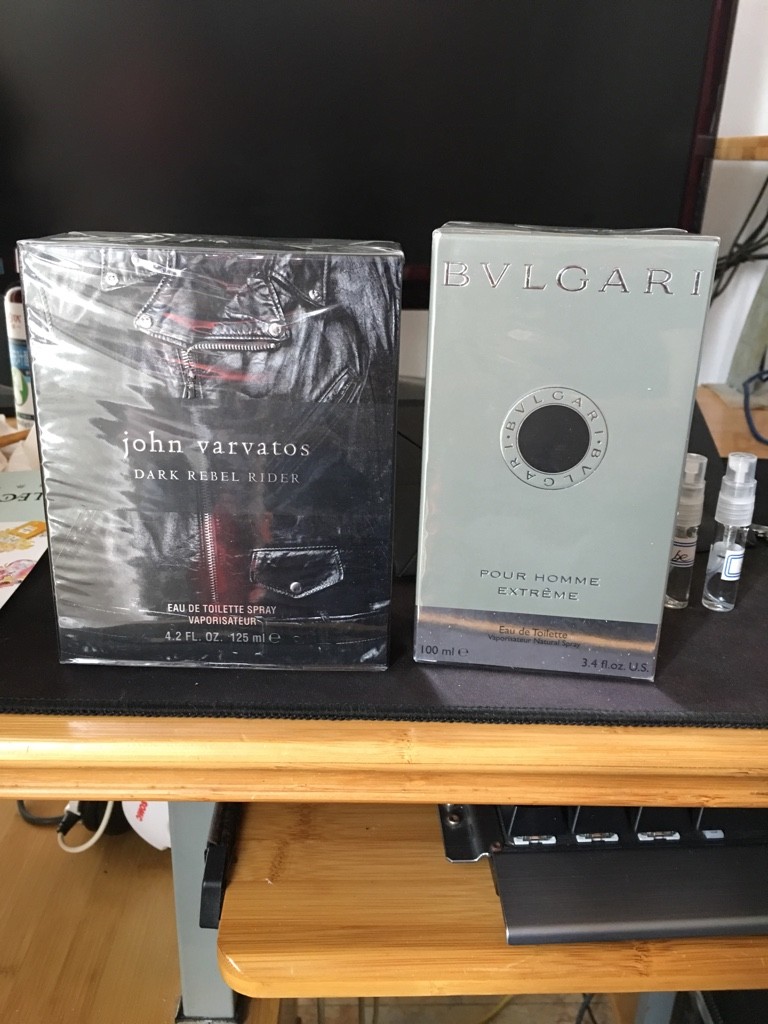 john varvatos
DARK REBEL RIDER
EAU DE TOILETTE SPRAY
VAPORISATEUR
4.2 FL. OZ. 125 ml ℮
BVLGARI
BVLGARI · BVLGARI ·
POUR HOMME
EXTRÊME
Eau de Toilette
Vaporisateur Natural Spray
100 ml ℮
3.4 fl.oz. U.S.